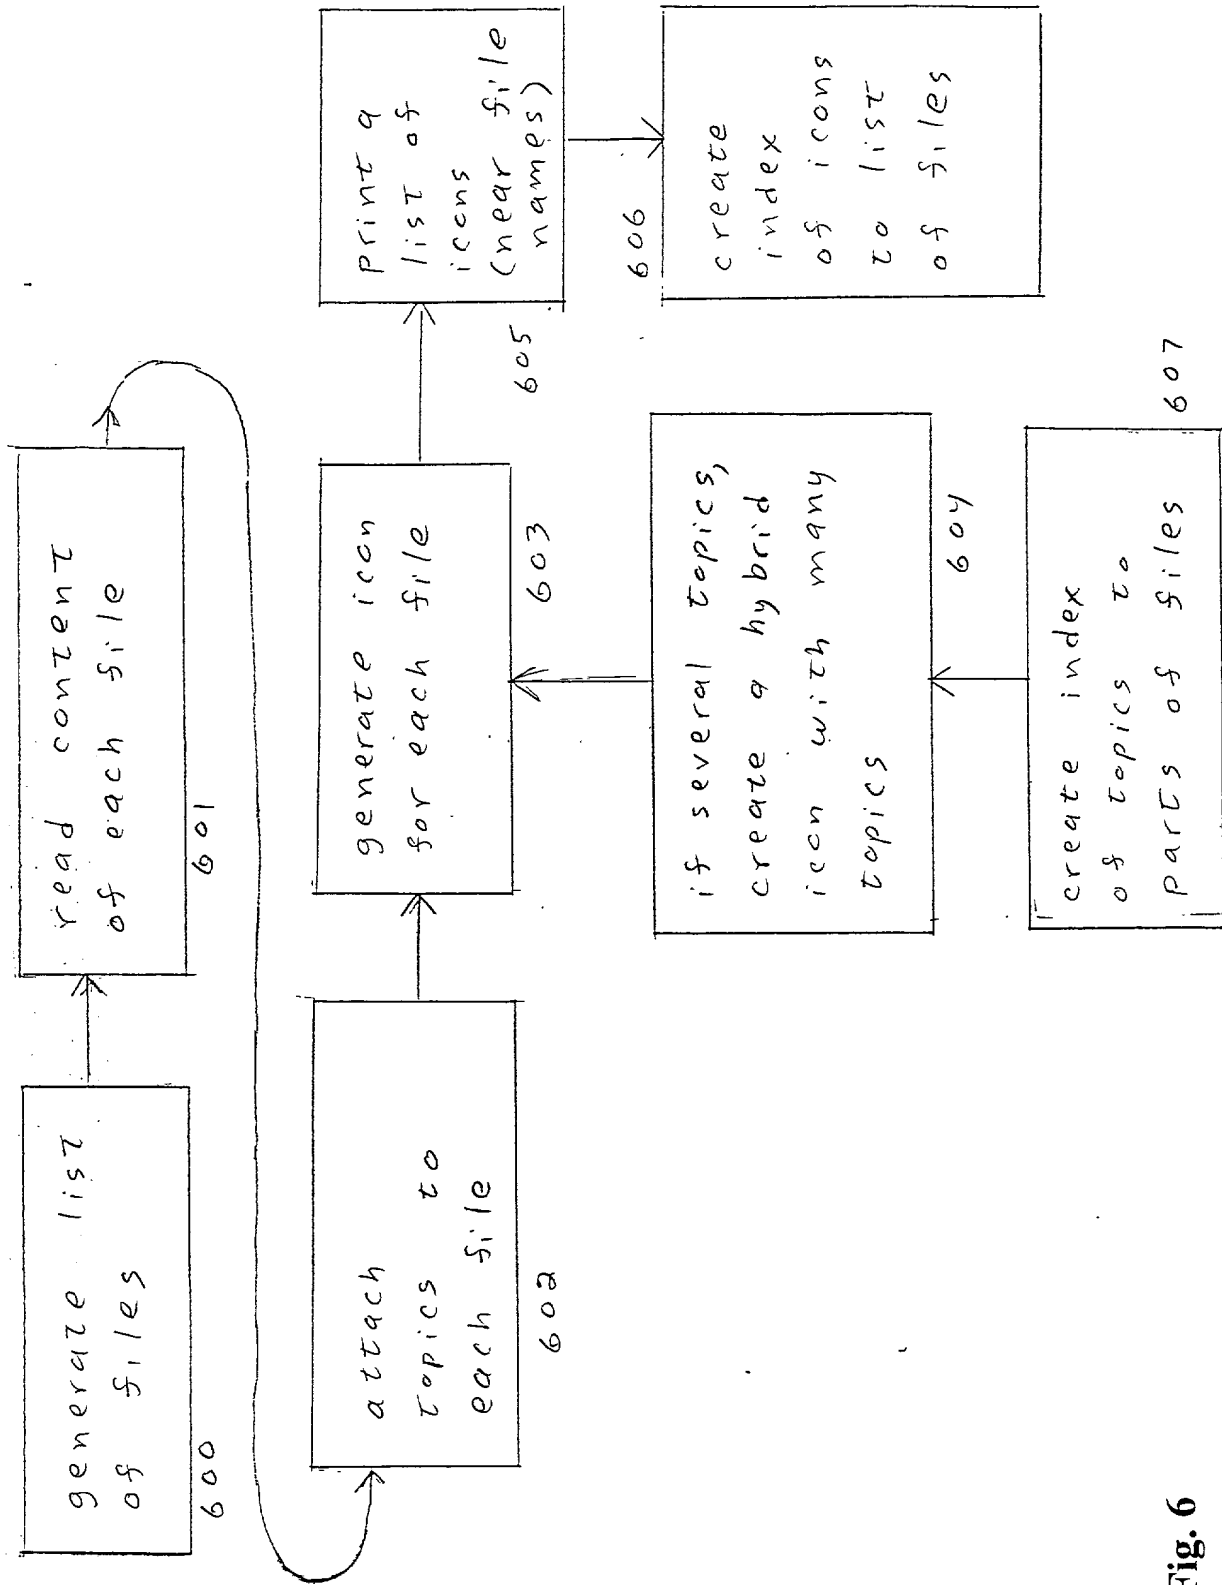 generate list
of files
600
read content
of each file
601
attach
topics to
each file
602
generate icon
for each file
603
if several topics,
create a hybrid
icon with many
topics
604
print a
list of
icons
(near file
names)
605
create
index
of icons
to list
of files
606
create index
of topics to
parts of files
607
Fig. 6